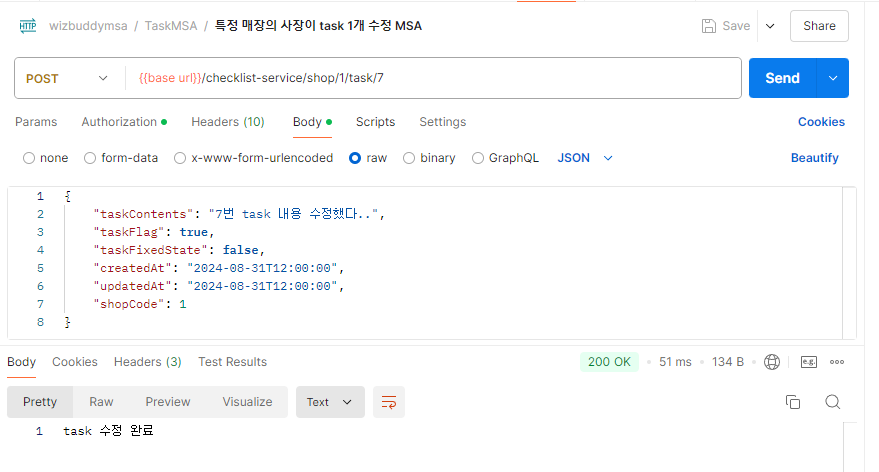 HTTP wizbuddymsa / TaskMSA / 특정 매장의 사장이 task 1개 수정 MSA Save Share
POST {{base url}}/checklist-service/shop/1/task/7 Send
Params Authorization Headers (10) Body Scripts Settings Cookies
none form-data x-www-form-urlencoded raw binary GraphQL JSON Beautify
1 {
2 "taskContents": "7번 task 내용 수정했다..",
3 "taskFlag": true,
4 "taskFixedState": false,
5 "createdAt": "2024-08-31T12:00:00",
6 "updatedAt": "2024-08-31T12:00:00",
7 "shopCode": 1
8 }
Body Cookies Headers (3) Test Results 200 OK 51 ms 134 B e.g.
Pretty Raw Preview Visualize Text
1 task 수정 완료